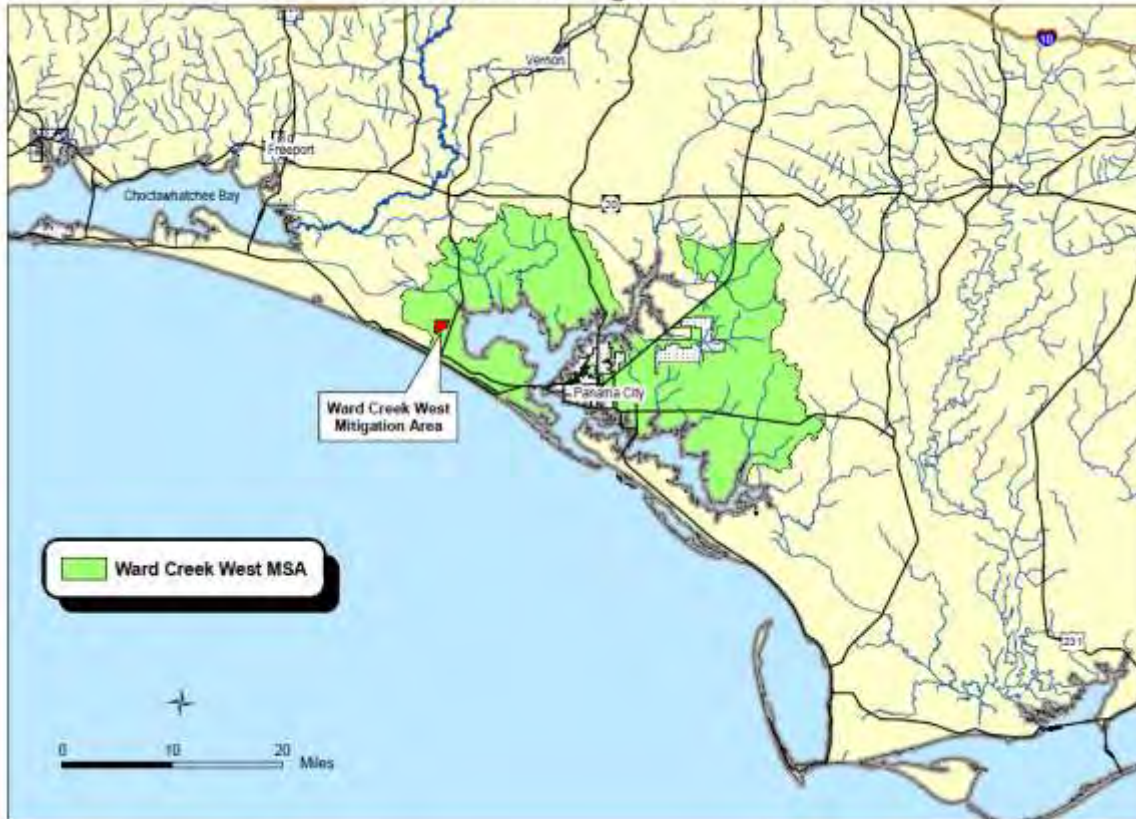 10
Vernon
Freeport
Choctawhatchee Bay
20
Panama City
Ward Creek West
Mitigation Area
Ward Creek West MSA
231
0 10 20 Miles